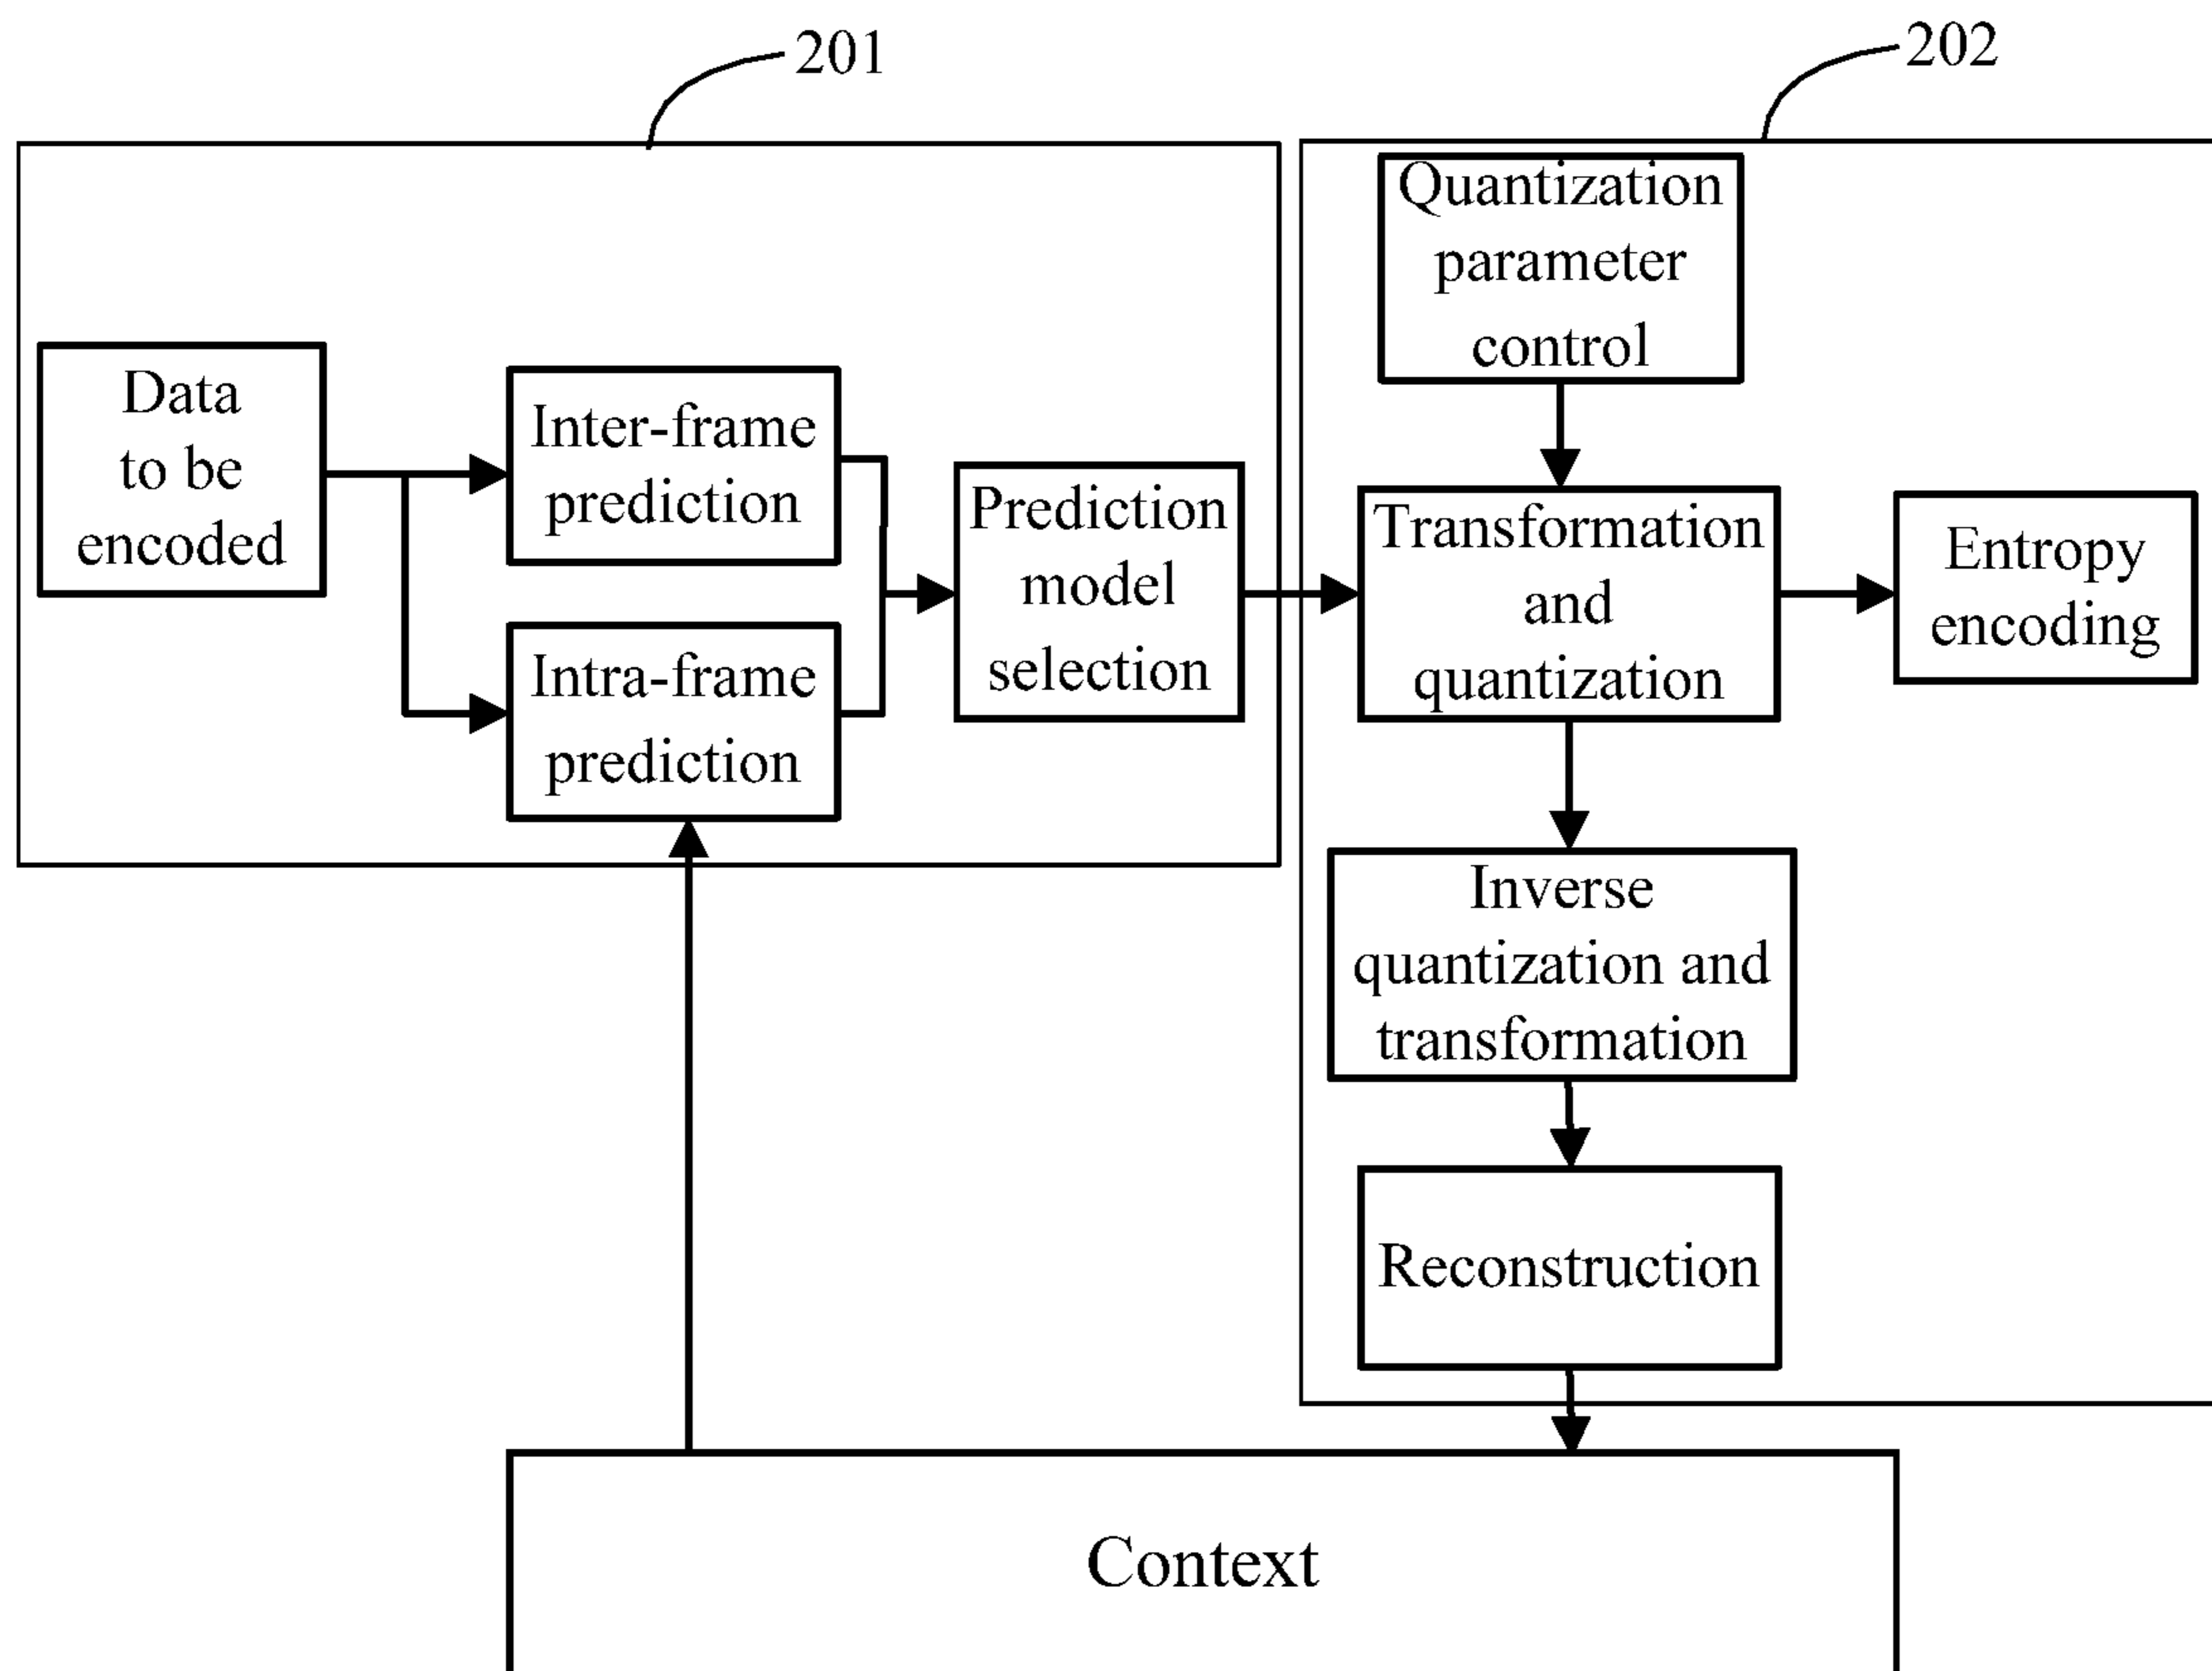 201
202
Data
to be
encoded
Inter-frame
prediction
Intra-frame
prediction
Prediction
model
selection
Quantization
parameter
control
Transformation
and
quantization
Entropy
encoding
Inverse
quantization and
transformation
Reconstruction
Context